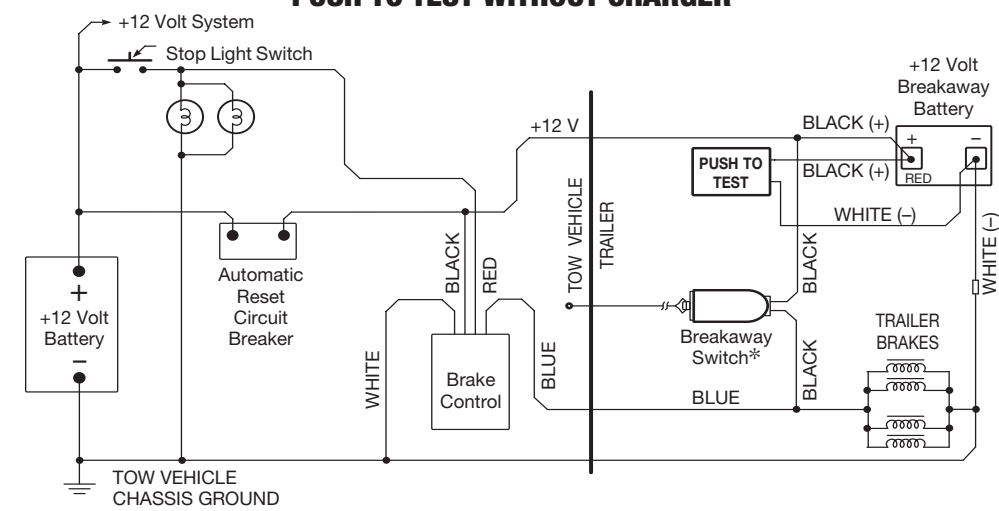 PUSH TO TEST WITHOUT CHARGER
+12 Volt System
Stop Light Switch
+12 Volt
Breakaway
Battery
+12 V
BLACK (+)
+
−
RED
PUSH TO
TEST
BLACK (+)
WHITE (–)
WHITE (–)
TOW VEHICLE
TRAILER
BLACK
BLACK
RED
Automatic
Reset
Circuit
Breaker
+
+12 Volt
Battery
−
Breakaway
Switch*
TRAILER
BRAKES
WHITE
Brake
Control
BLUE
BLUE
BLACK
TOW VEHICLE
CHASSIS GROUND